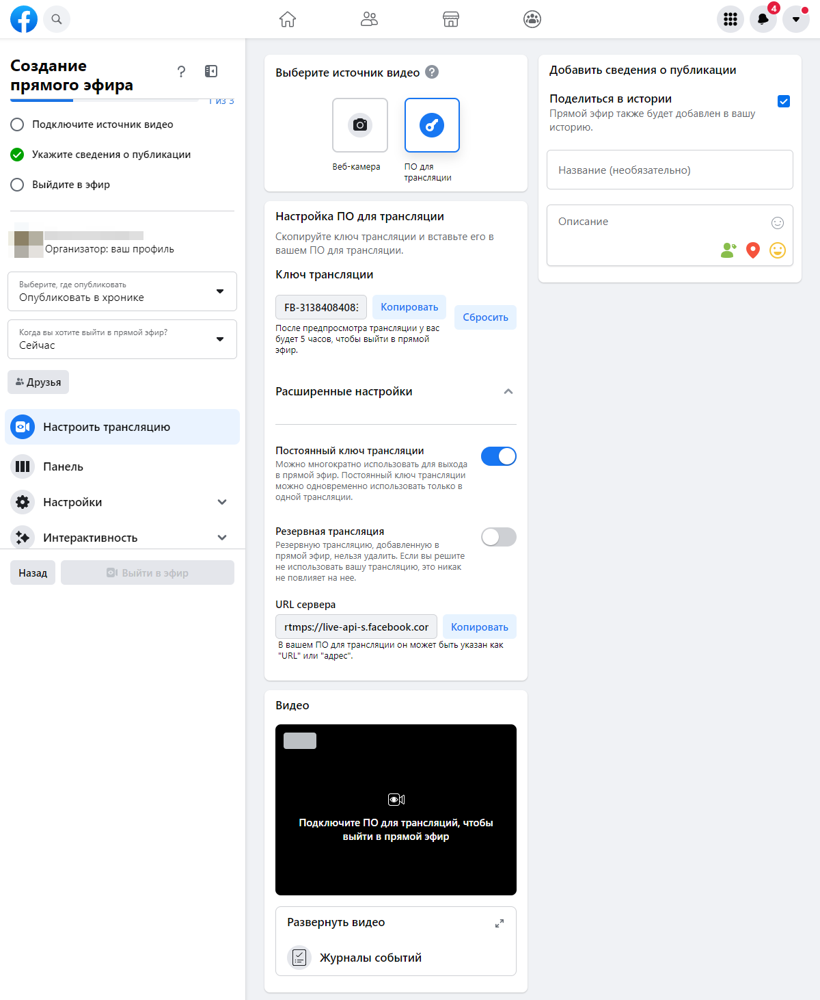 4
Создание
прямого эфира
1 из 3
Подключите источник видео
Укажите сведения о публикации
Выйдите в эфир
Организатор: ваш профиль
Выберите, где опубликовать
Опубликовать в хронике
Когда вы хотите выйти в прямой эфир?
Сейчас
Друзья
Настроить трансляцию
Панель
Настройки
Интерактивность
Назад
Выйти в эфир
Выберите источник видео
Веб-камера
ПО для
трансляции
Настройка ПО для трансляции
Скопируйте ключ трансляции и вставьте его в
вашем ПО для трансляции.
Ключ трансляции
FB-3138408408
Копировать
Сбросить
После предпросмотра трансляции у вас
будет 5 часов, чтобы выйти в прямой
эфир.
Расширенные настройки
Постоянный ключ трансляции
Можно многократно использовать для выхода
в прямой эфир. Постоянный ключ трансляции
можно одновременно использовать только в
одной трансляции.
Резервная трансляция
Резервную трансляцию, добавленную в
прямой эфир, нельзя удалить. Если вы решите
не использовать вашу трансляцию, это никак
не повлияет на нее.
URL сервера
rtmps://live-api-s.facebook.cor
Копировать
В вашем ПО для трансляции он может быть указан как
"URL" или "адрес".
Видео
Подключите ПО для трансляций, чтобы
выйти в прямой эфир
Развернуть видео
Журналы событий
Добавить сведения о публикации
Поделиться в истории
Прямой эфир также будет добавлен в вашу
историю.
Название (необязательно)
Описание